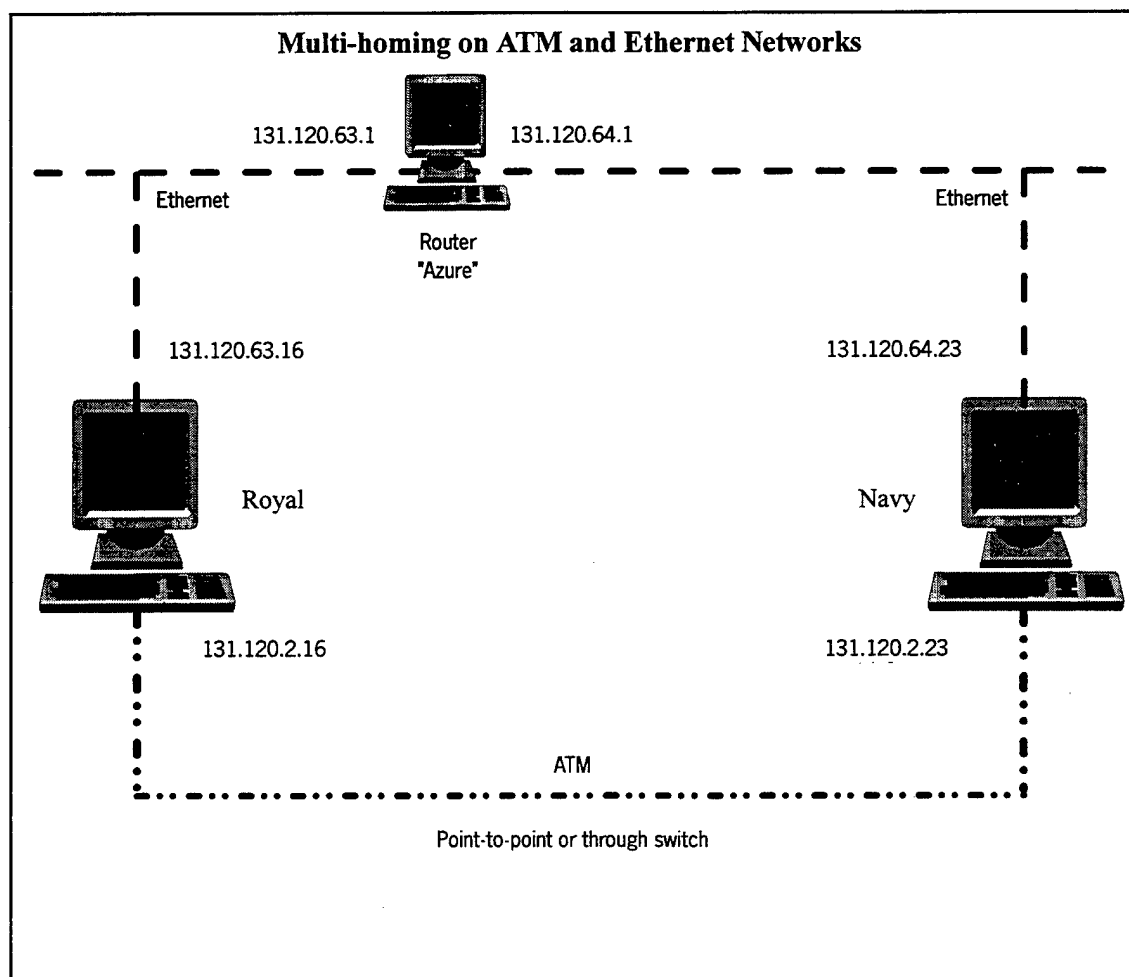 Multi-homing on ATM and Ethernet Networks
131.120.63.1
131.120.64.1
Ethernet
Ethernet
Router
"Azure"
131.120.63.16
131.120.64.23
Royal
Navy
131.120.2.16
131.120.2.23
ATM
Point-to-point or through switch